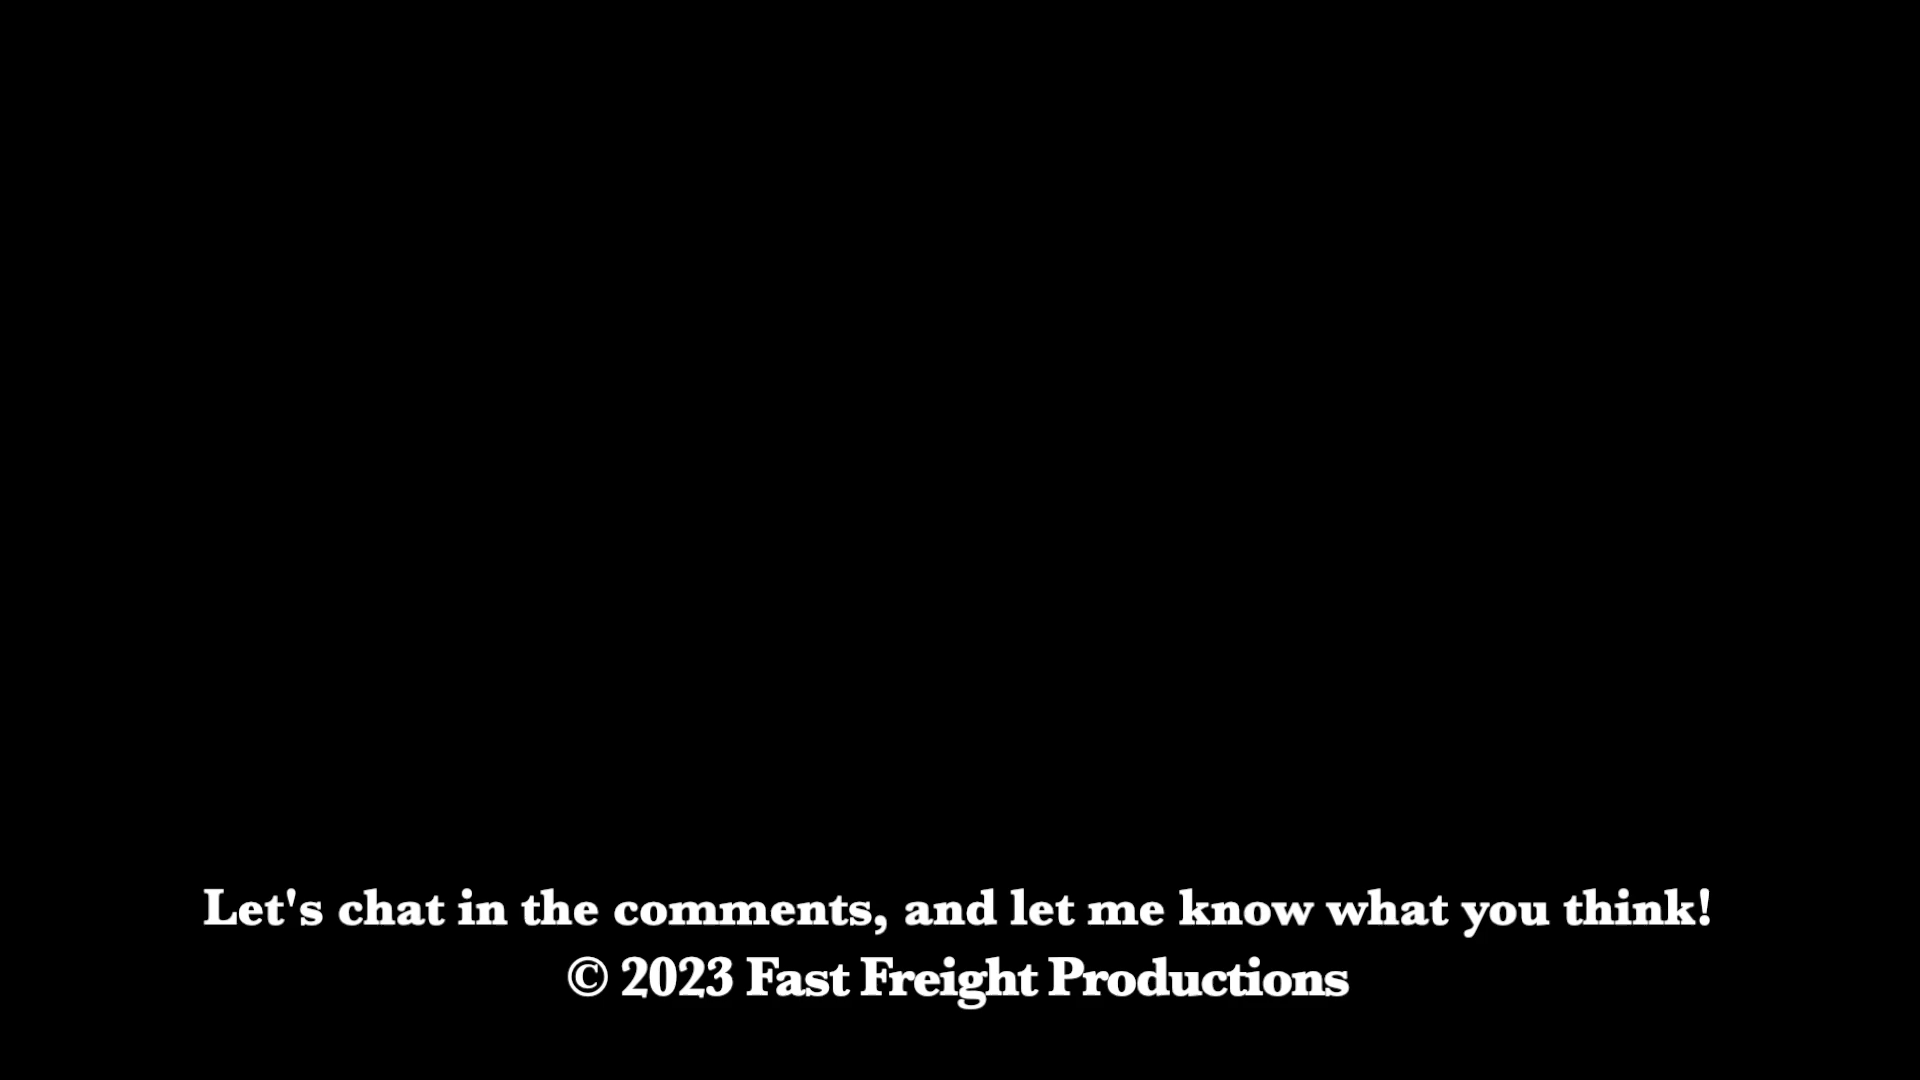 Let's chat in the comments, and let me know what you think!
© 2023 Fast Freight Productions